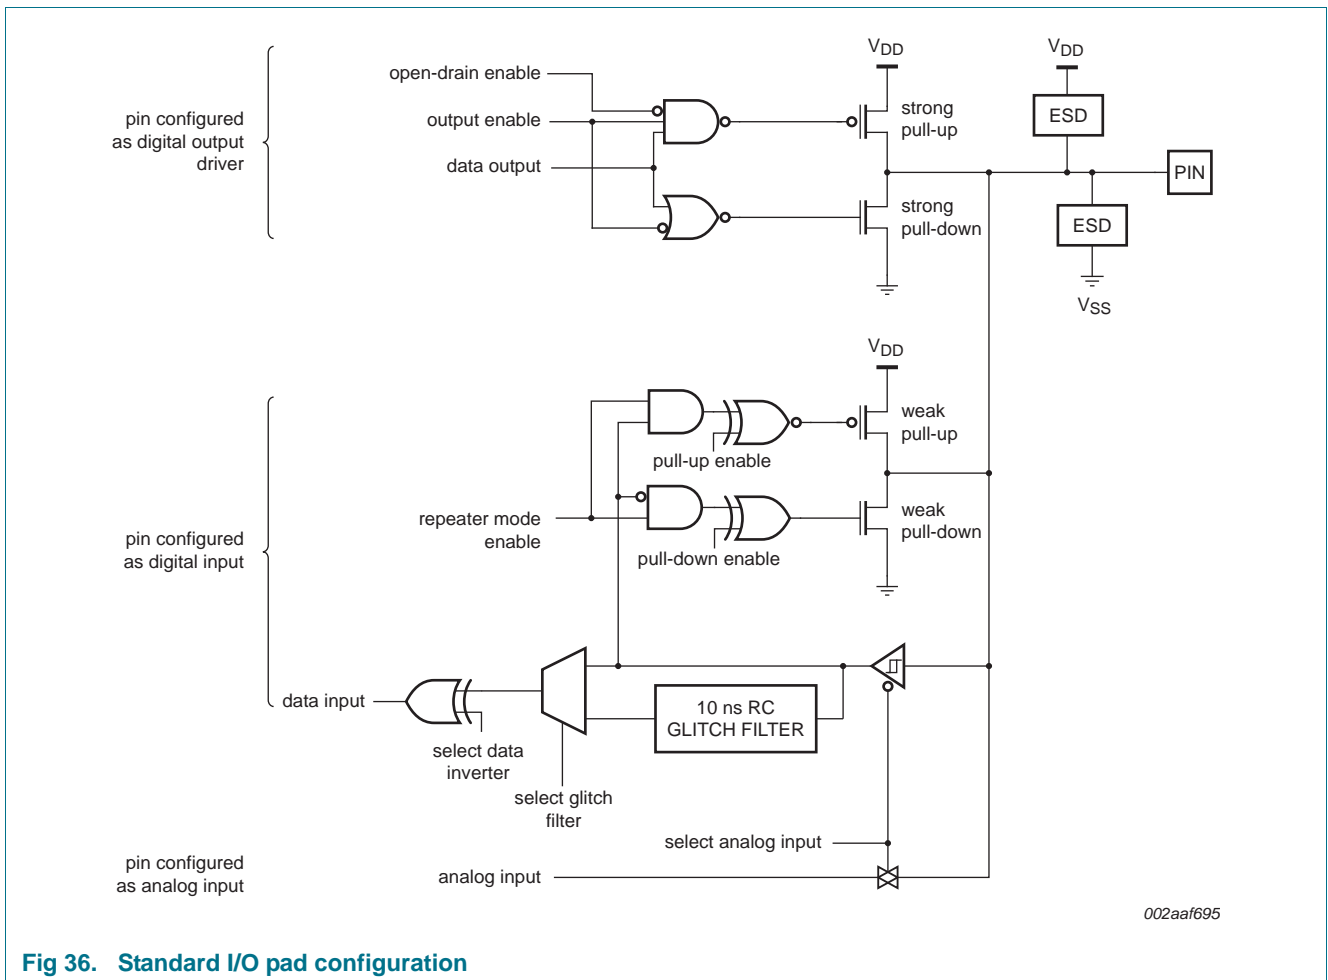 pin configured
as digital output
driver
open-drain enable
output enable
data output
VDD
strong
pull-up
strong
pull-down
VDD
ESD
PIN
ESD
VSS
pin configured
as digital input
repeater mode
enable
pull-up enable
pull-down enable
VDD
weak
pull-up
weak
pull-down
data input
select data
inverter
select glitch
filter
10 ns RC
GLITCH FILTER
pin configured
as analog input
select analog input
analog input
002aaf695
Fig 36. Standard I/O pad configuration